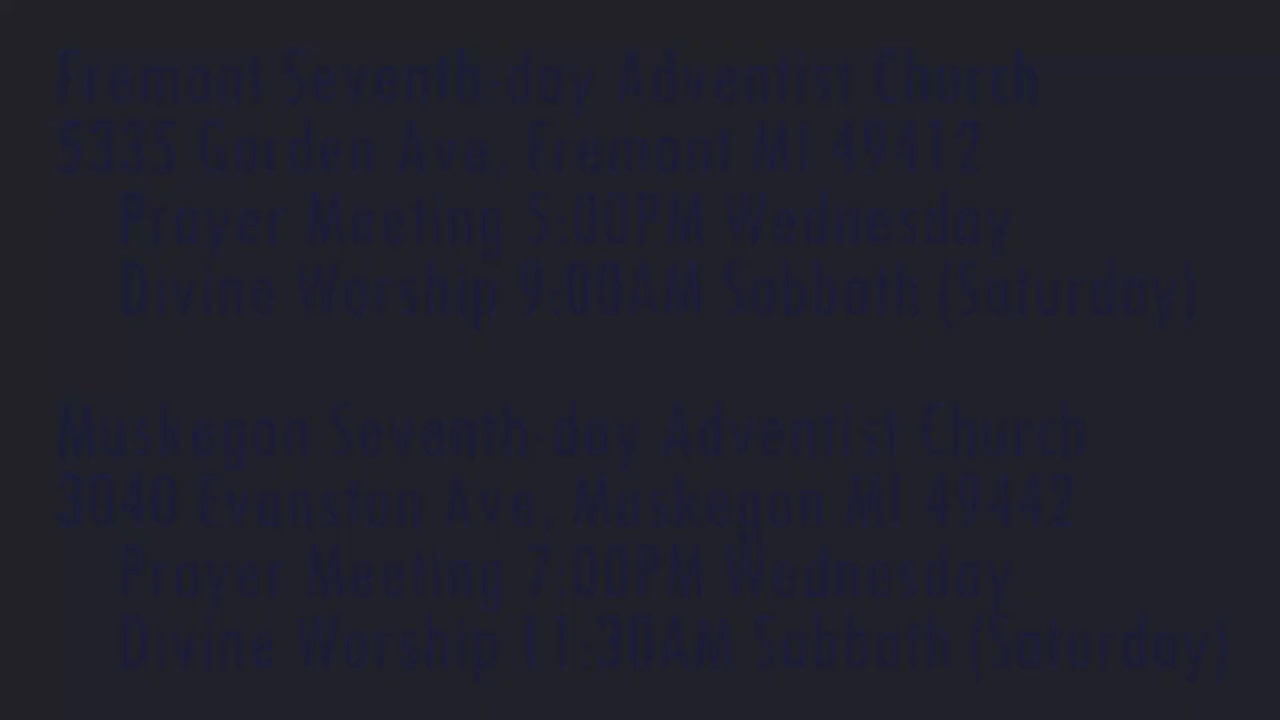 Fremont Seventh-day Adventist Church
5335 Garden Ave, Fremont MI 49412
Prayer Meeting 5:00PM Wednesday
Divine Worship 9:00AM Sabbath (Saturday)
Muskegon Seventh-day Adventist Church
3040 Evanston Ave, Muskegon MI 49442
Prayer Meeting 7:00PM Wednesday
Divine Worship 11:30AM Sabbath (Saturday)